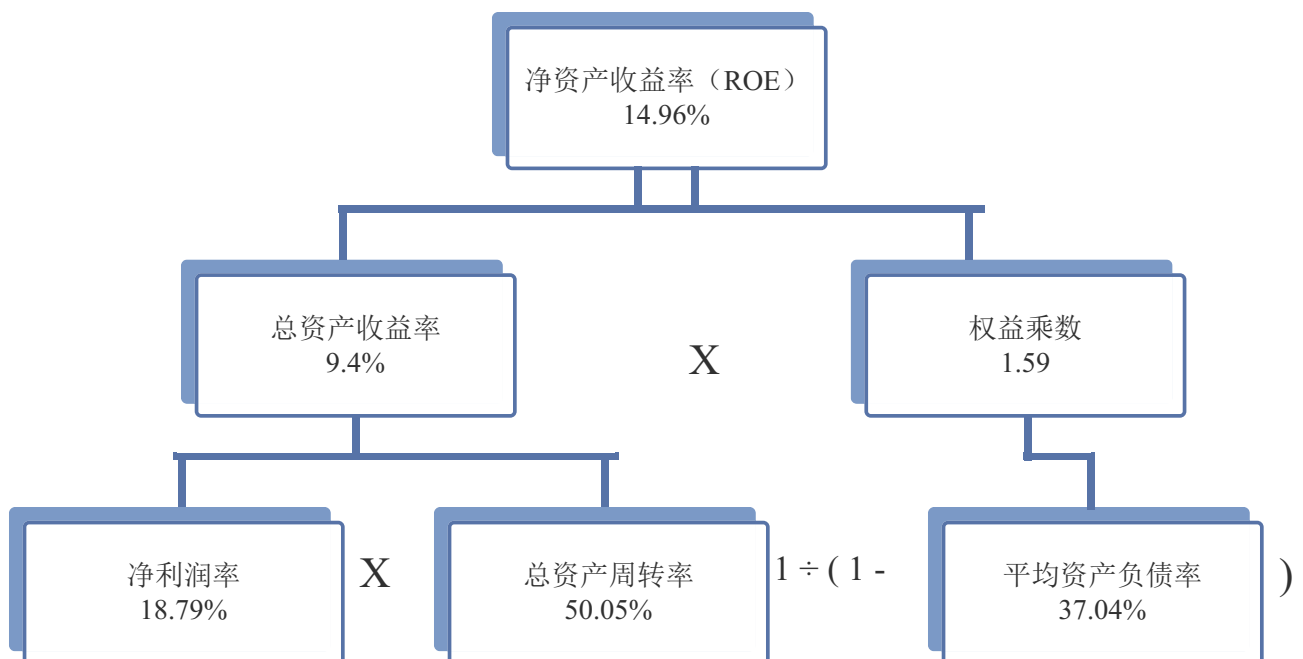 净资产收益率（ROE）
14.96%
总资产收益率
9.4%
X
权益乘数
1.59
净利润率
18.79%
X
总资产周转率
50.05%
1 ÷ ( 1 -
平均资产负债率
37.04%
)